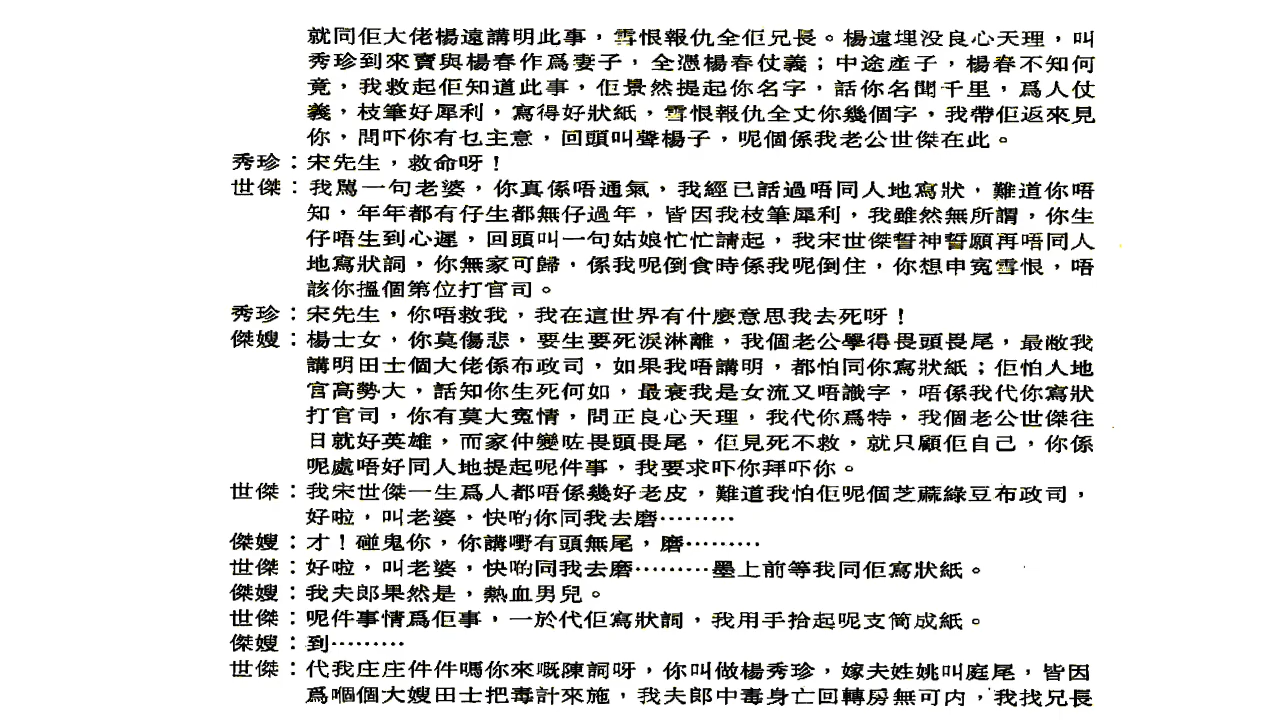 就同佢大佬楊遠講明此事，雪恨報仇全佢兄長。楊遠埋没良心天理，叫
秀珍到來賣與楊春作爲妻子，全憑楊春仗義；中途產子，楊春不知何
竟，我救起佢知道此事，佢景然提起你名字，話你名聞千里，爲人仗
義，枝筆好犀利，寫得好狀紙，雪恨報仇全丈你幾個字，我帶佢返來見
你，問吓你有乜主意，回頭叫聲楊子，呢個係我老公世傑在此。
秀珍：宋先生，救命呀！
世傑：我罵一句老婆，你真係唔通氣，我經已話過唔同人地寫狀，難道你唔
知，年年都有仔生都無仔過年，皆因我枝筆犀利，我雖然無所謂，你生
仔唔生到心遲，回頭叫一句姑娘忙忙請起，我宋世傑誓神誓願再唔同人
地寫狀詞，你無家可歸，係我呢倒食時係我呢倒住，你想申寃雪恨，唔
該你搵個第位打官司。
秀珍：宋先生，你唔救我，我在這世界有什麼意思我去死呀！
傑嫂：楊士女，你莫傷悲，要生要死淚淋離，我個老公學得畏頭畏尾，最敝我
講明田士個大佬係布政司，如果我唔講明，都怕同你寫狀紙；佢怕人地
官高勢大，話知你生死何如，最衰我是女流又唔識字，唔係我代你寫狀
打官司，你有莫大寃情，問正良心天理，我代你爲特，我個老公世傑往
日就好英雄，而家仲變咗畏頭畏尾，佢見死不救，就只顧佢自己，你係
呢處唔好同人地提起呢件事，我要求吓你拜吓你。
世傑：我宋世傑一生爲人都唔係幾好老皮，難道我怕佢呢個芝蔴綠豆布政司，
好啦，叫老婆，快啲你同我去磨………
傑嫂：才！碰鬼你，你講嘢有頭無尾，磨………
世傑：好啦，叫老婆，快啲同我去磨………墨上前等我同佢寫狀紙。
傑嫂：我夫郎果然是，熱血男兒。
世傑：呢件事情爲佢事，一於代佢寫狀詞，我用手拾起呢支筒成紙。
傑嫂：到………
世傑：代我庄庄件件嗎你來嘅陳詞呀，你叫做楊秀珍，嫁夫姓姚叫庭尾，皆因
爲嗰個大嫂田士把毒計來施，我夫郎中毒身亡回轉房無可内，我找兄長